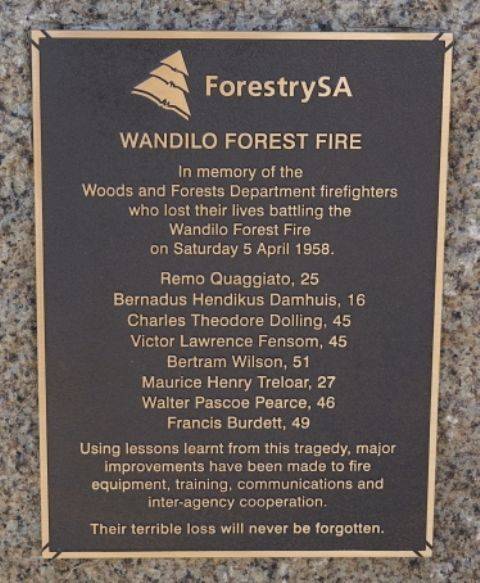 ForestrySA
WANDILO FOREST FIRE
In memory of the
Woods and Forests Department firefighters
who lost their lives battling the
Wandilo Forest Fire
on Saturday 5 April 1958.
Remo Quaggiato, 25
Bernadus Hendikus Damhuis, 16
Charles Theodore Dolling, 45
Victor Lawrence Fensom, 45
Bertram Wilson, 51
Maurice Henry Treloar, 27
Walter Pascoe Pearce, 46
Francis Burdett, 49
Using lessons learnt from this tragedy, major
improvements have been made to fire
equipment, training, communications and
inter-agency cooperation.
Their terrible loss will never be forgotten.